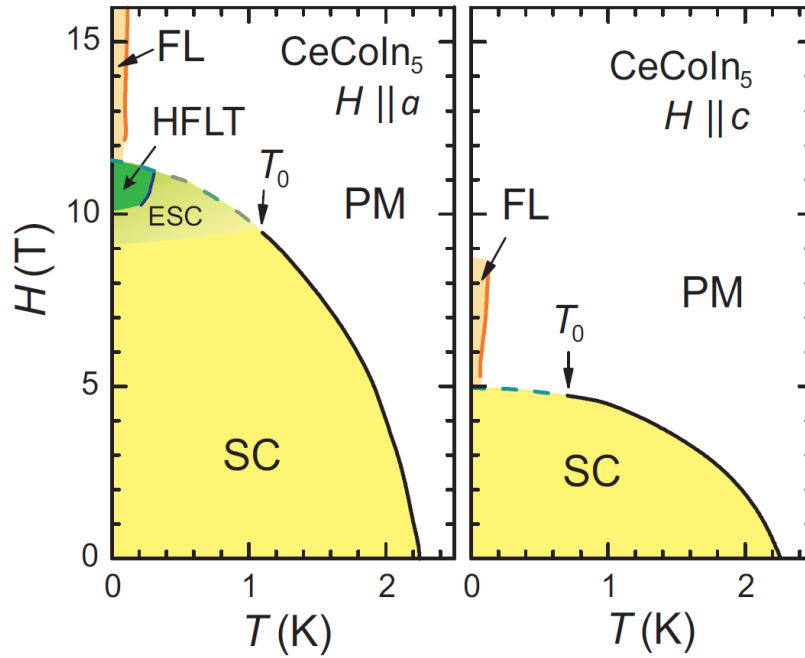 15
10
5
0
H (T)
FL
HFLT
ESC
SC
CeCoIn₅
H || a
T₀
PM
0
1
2
T (K)
CeCoIn₅
H || c
FL
PM
T₀
SC
0
1
2
T (K)